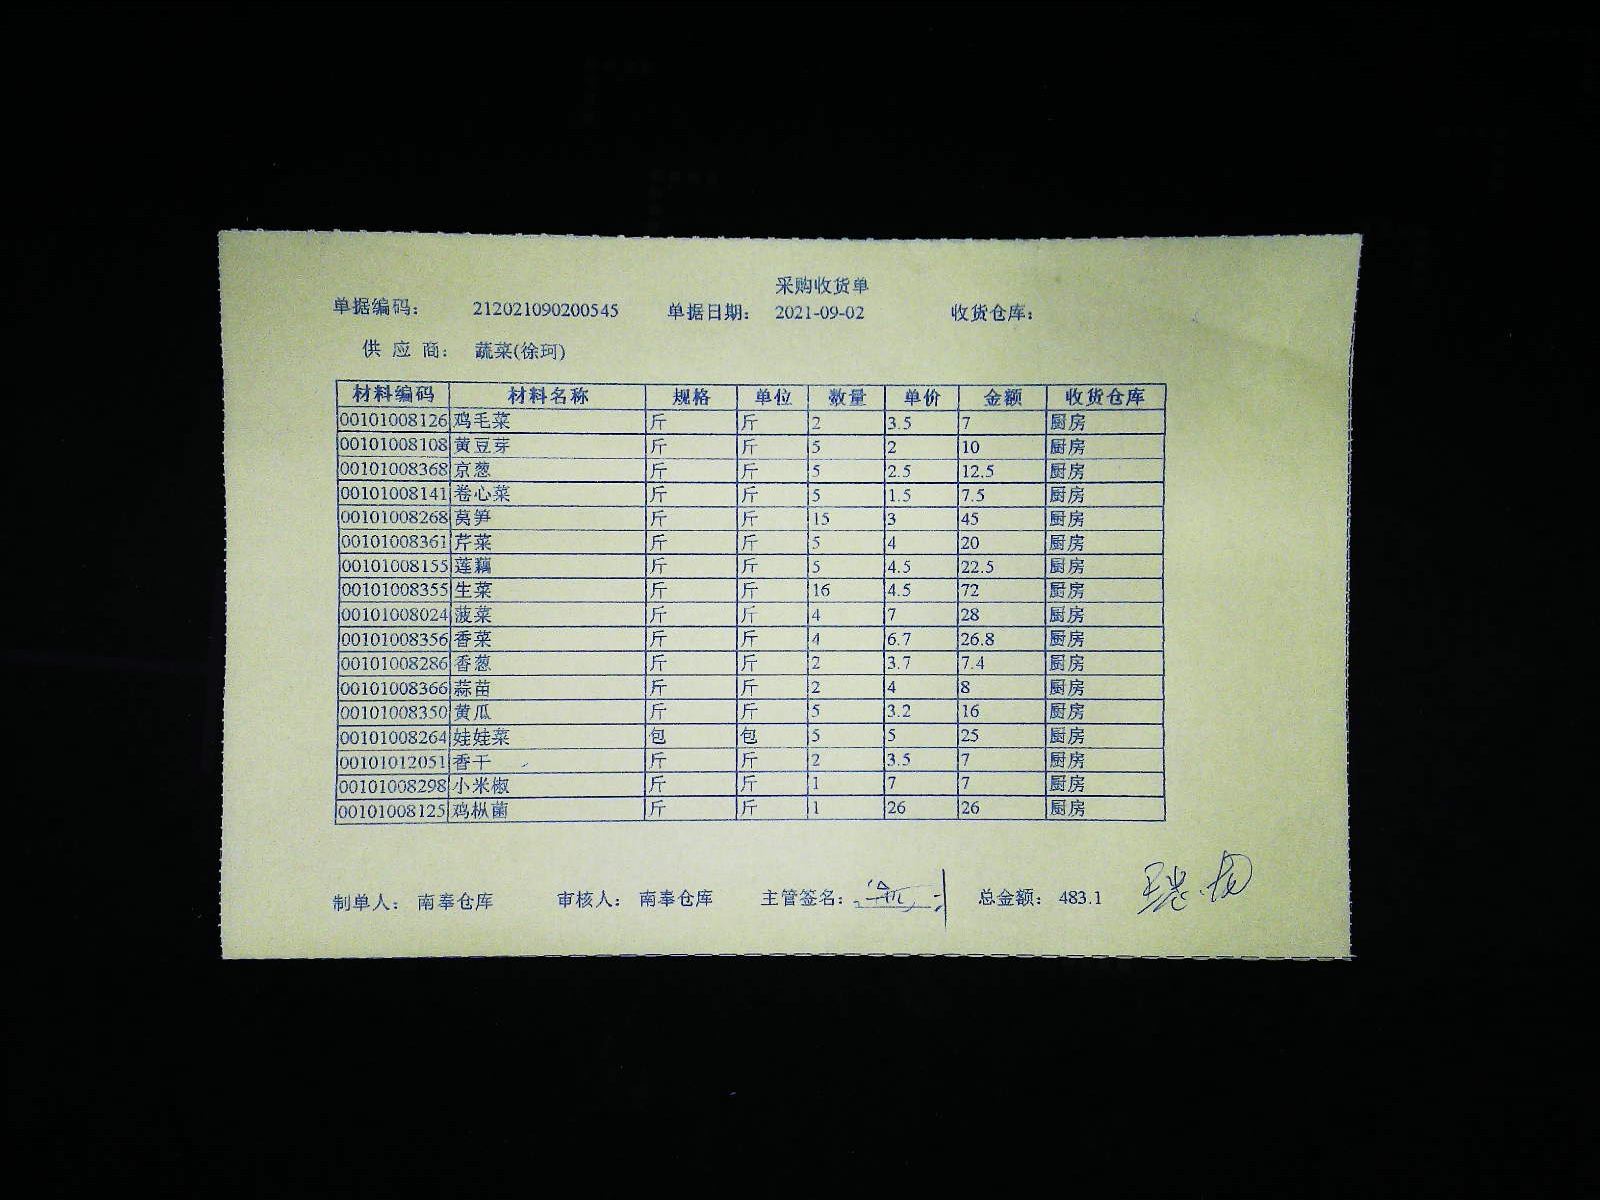 采购收货单
单据编码： 212021090200545 单据日期： 2021-09-02 收货仓库：
供 应 商： 蔬菜(徐珂)
材料编码 材料名称 规格 单位 数量 单价 金额 收货仓库
00101008126 鸡毛菜 斤 斤 2 3.5 7 厨房
00101008108 黄豆芽 斤 斤 5 2 10 厨房
00101008368 京葱 斤 斤 5 2.5 12.5 厨房
00101008141 卷心菜 斤 斤 5 1.5 7.5 厨房
00101008268 莴笋 斤 斤 15 3 45 厨房
00101008361 芹菜 斤 斤 5 4 20 厨房
00101008155 莲藕 斤 斤 5 4.5 22.5 厨房
00101008355 生菜 斤 斤 16 4.5 72 厨房
00101008024 菠菜 斤 斤 4 7 28 厨房
00101008356 香菜 斤 斤 4 6.7 26.8 厨房
00101008286 香葱 斤 斤 2 3.7 7.4 厨房
00101008366 蒜苗 斤 斤 2 4 8 厨房
00101008350 黄瓜 斤 斤 5 3.2 16 厨房
00101008264 娃娃菜 包 包 5 5 25 厨房
00101012051 香干 斤 斤 2 3.5 7 厨房
00101008298 小米椒 斤 斤 1 7 7 厨房
00101008125 鸡枞菌 斤 斤 1 26 26 厨房
制单人： 南奉仓库 审核人： 南奉仓库 主管签名： 总金额： 483.1